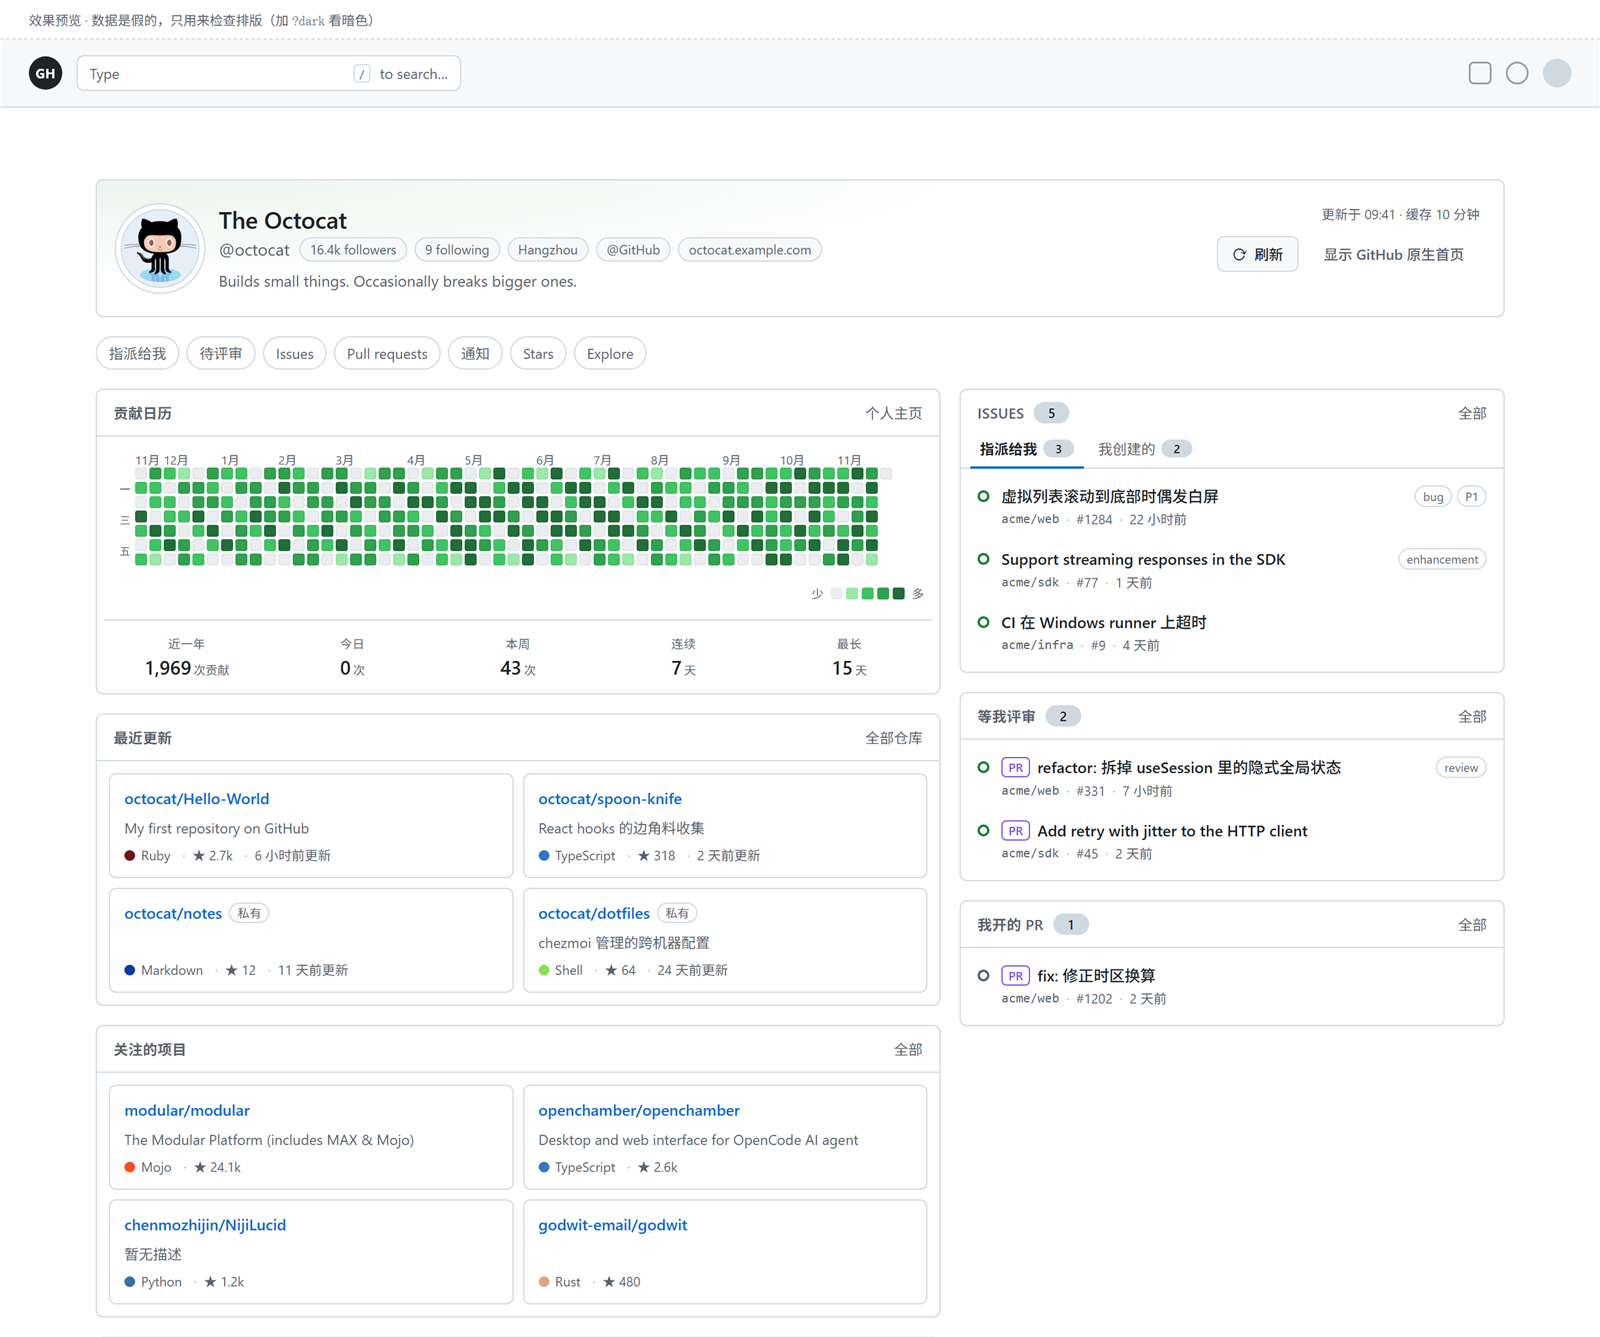 效果预览 · 数据是假的，只用来检查排版（加 ?dark 看暗色）
GH
Type / to search...
The Octocat
@octocat 16.4k followers 9 following Hangzhou @GitHub octocat.example.com
Builds small things. Occasionally breaks bigger ones.
更新于 09:41 · 缓存 10 分钟
刷新 显示 GitHub 原生首页
指派给我 待评审 Issues Pull requests 通知 Stars Explore
贡献日历 个人主页
11月 12月 1月 2月 3月 4月 5月 6月 7月 8月 9月 10月 11月
一
三
五
少 多
近一年 今日 本周 连续 最长
1,969 次贡献 0 次 43 次 7 天 15 天
最近更新 全部仓库
octocat/Hello-World
My first repository on GitHub
Ruby · ★ 2.7k · 6 小时前更新
octocat/spoon-knife
React hooks 的边角料收集
TypeScript · ★ 318 · 2 天前更新
octocat/notes 私有
Markdown · ★ 12 · 11 天前更新
octocat/dotfiles 私有
chezmoi 管理的跨机器配置
Shell · ★ 64 · 24 天前更新
关注的项目 全部
modular/modular
The Modular Platform (includes MAX & Mojo)
Mojo · ★ 24.1k
openchamber/openchamber
Desktop and web interface for OpenCode AI agent
TypeScript · ★ 2.6k
chenmozhijin/NijiLucid
暂无描述
Python · ★ 1.2k
godwit-email/godwit
Rust · ★ 480
ISSUES 5 全部
指派给我 3 我创建的 2
虚拟列表滚动到底部时偶发白屏 bug P1
acme/web · #1284 · 22 小时前
Support streaming responses in the SDK enhancement
acme/sdk · #77 · 1 天前
CI 在 Windows runner 上超时
acme/infra · #9 · 4 天前
等我评审 2 全部
PR refactor: 拆掉 useSession 里的隐式全局状态 review
acme/web · #331 · 7 小时前
PR Add retry with jitter to the HTTP client
acme/sdk · #45 · 2 天前
我开的 PR 1 全部
PR fix: 修正时区换算
acme/web · #1202 · 2 天前